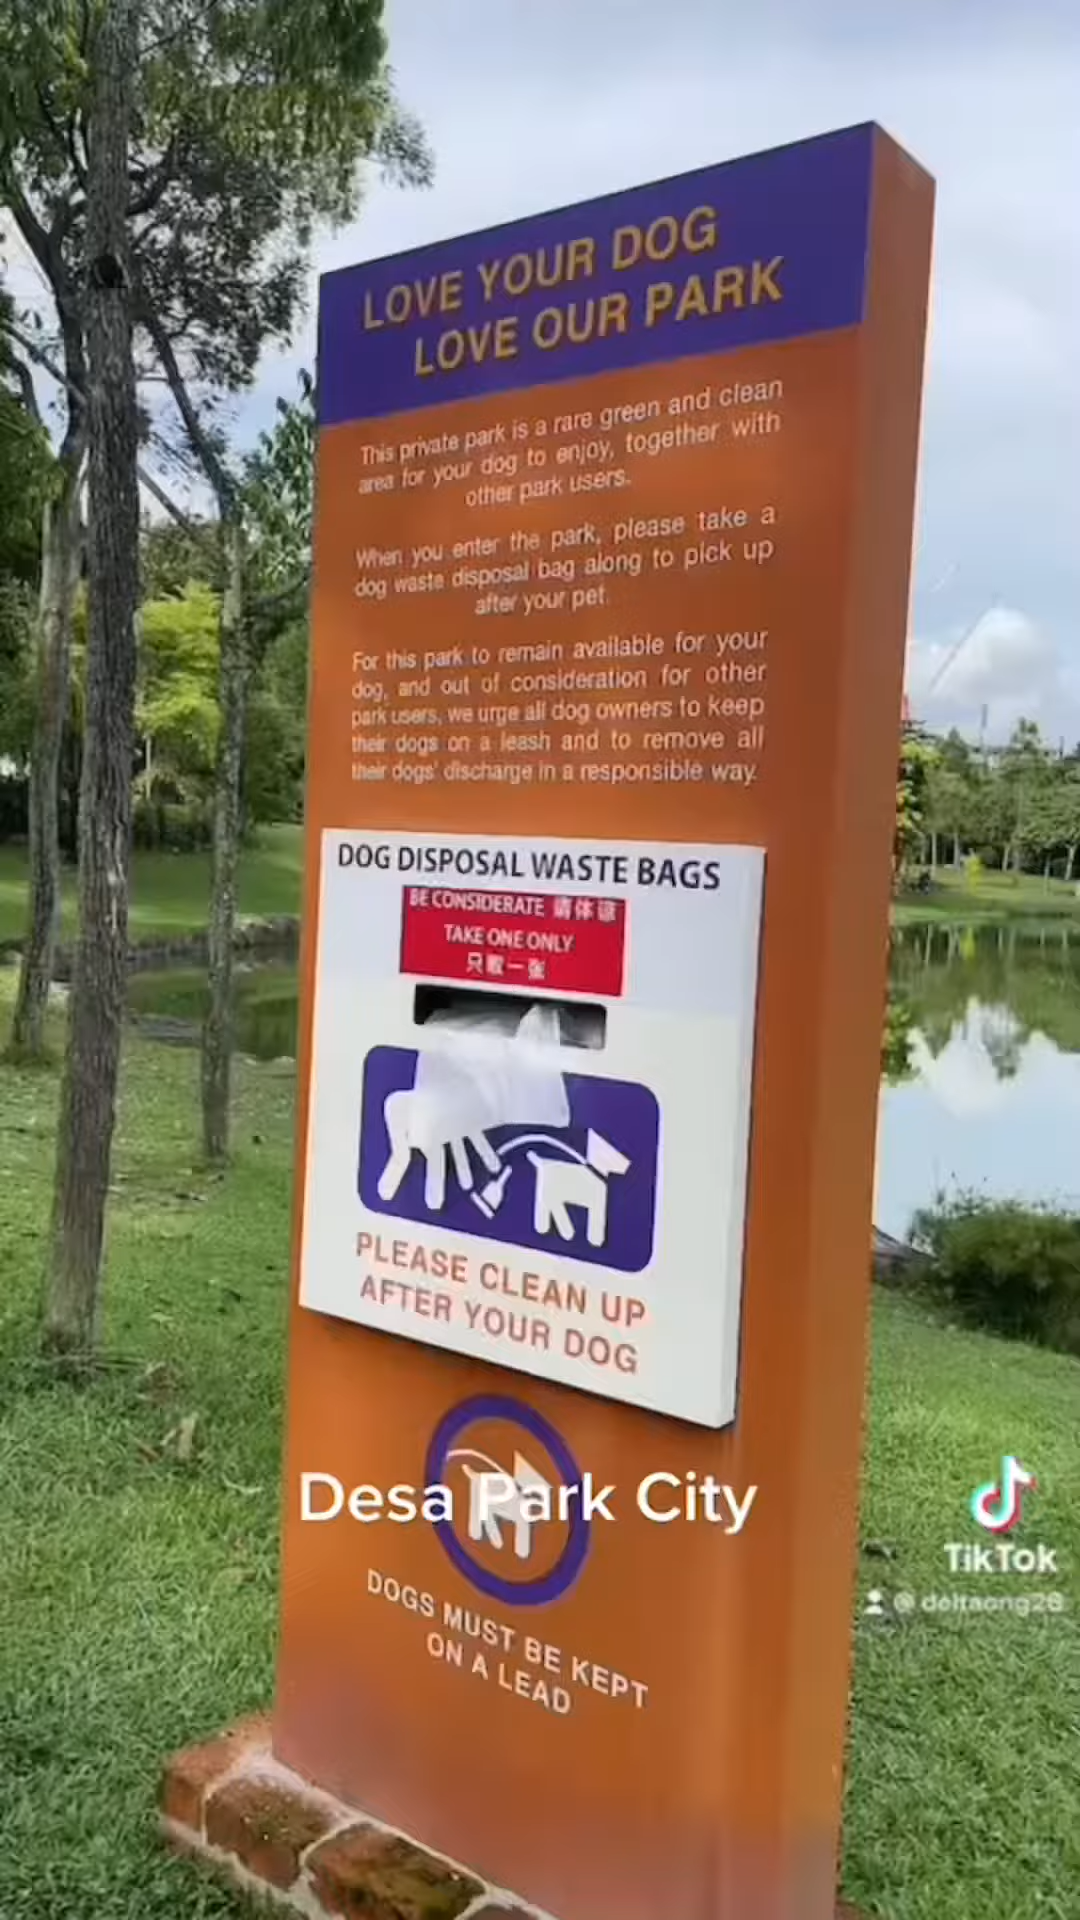 LOVE YOUR DOG
LOVE OUR PARK
This private park is a rare green and clean
area for your dog to enjoy, together with
other park users.
When you enter the park, please take a
dog waste disposal bag along to pick up
after your pet.
For this park to remain available for your
dog, and out of consideration for other
park users, we urge all dog owners to keep
their dogs on a leash and to remove all
their dogs' discharge in a responsible way.
DOG DISPOSAL WASTE BAGS
BE CONSIDERATE 请体谅
TAKE ONE ONLY
只取一张
PLEASE CLEAN UP
AFTER YOUR DOG
Desa Park City
DOGS MUST BE KEPT
ON A LEAD
TikTok
@deltaong26